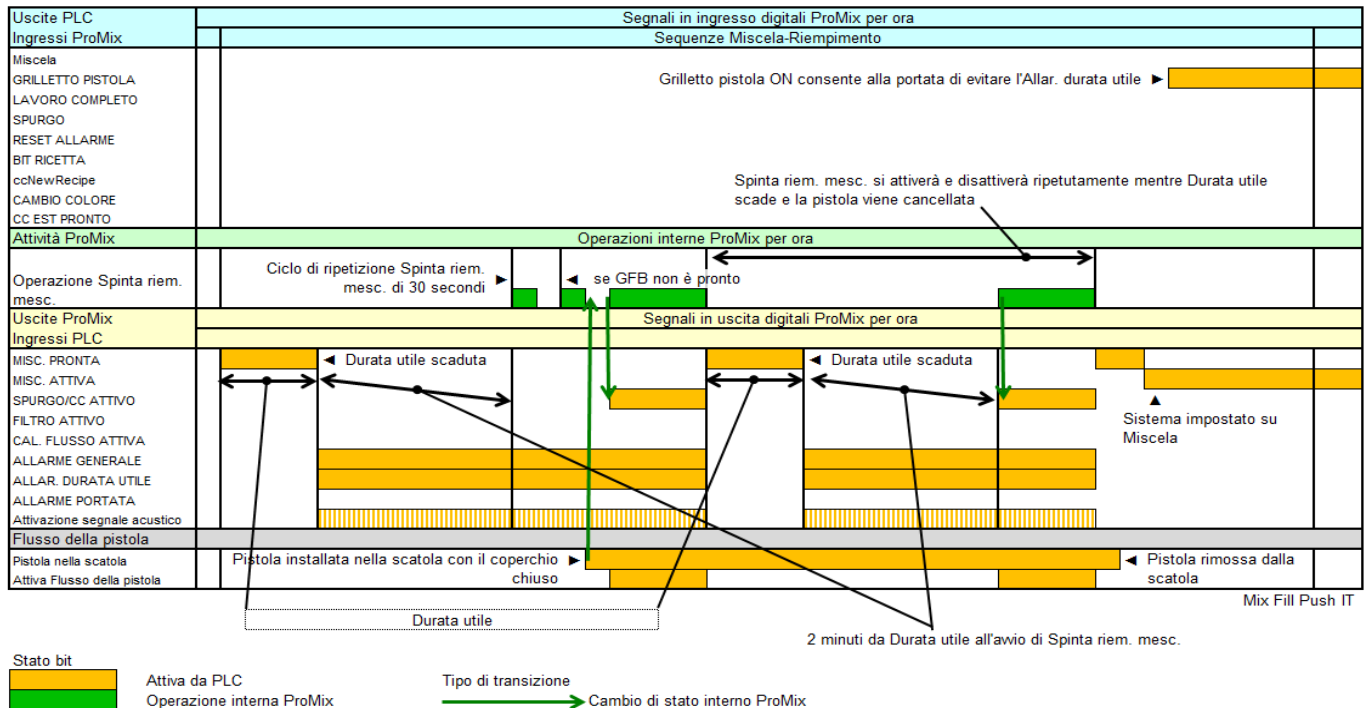 Uscite PLC
Segnali in ingresso digitali ProMix per ora
Ingressi ProMix
Sequenze Miscela-Riempimento
Miscela
GRILLETTO PISTOLA
Grilletto pistola ON consente alla portata di evitare l'Allar. durata utile ►
LAVORO COMPLETO
SPURGO
RESET ALLARME
BIT RICETTA
ccNewRecipe
CAMBIO COLORE
CC EST PRONTO
Spinta riem. mesc. si attiverà e disattiverà ripetutamente mentre Durata utile
scade e la pistola viene cancellata
Attività ProMix
Operazioni interne ProMix per ora
Operazione Spinta riem.
mesc.
Ciclo di ripetizione Spinta riem. ►
mesc. di 30 secondi
◄ se GFB non è pronto
Uscite ProMix
Segnali in uscita digitali ProMix per ora
Ingressi PLC
MISC. PRONTA
◄ Durata utile scaduta
◄ Durata utile scaduta
MISC. ATTIVA
SPURGO/CC ATTIVO
FILTRO ATTIVO
CAL. FLUSSO ATTIVA
ALLARME GENERALE
ALLAR. DURATA UTILE
ALLARME PORTATA
Attivazione segnale acustico
▲
Sistema impostato su
Miscela
Flusso della pistola
Pistola nella scatola
Attiva Flusso della pistola
Pistola installata nella scatola con il coperchio ►
chiuso
◄ Pistola rimossa dalla
scatola
Mix Fill Push IT
Durata utile
2 minuti da Durata utile all'avvio di Spinta riem. mesc.
Stato bit
Attiva da PLC
Operazione interna ProMix
Tipo di transizione
Cambio di stato interno ProMix